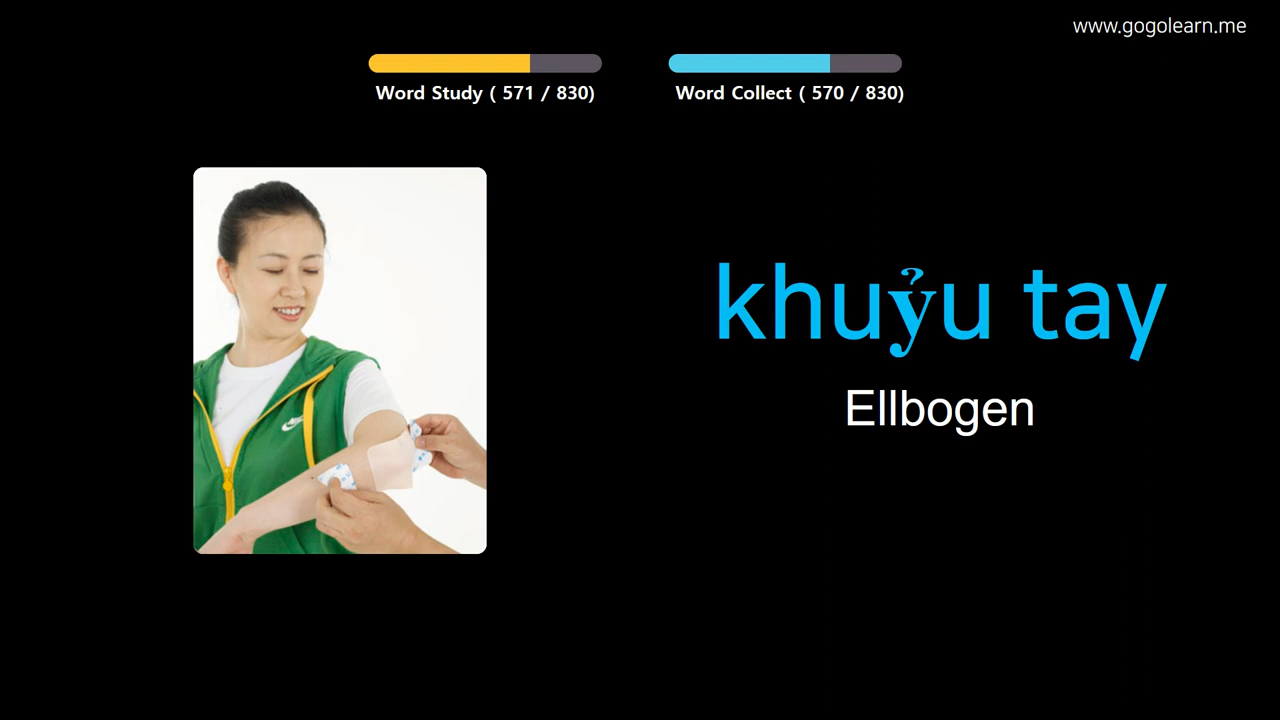 www.gogolearn.me
Word Study ( 571 / 830)
Word Collect ( 570 / 830)
khuỷu tay
Ellbogen